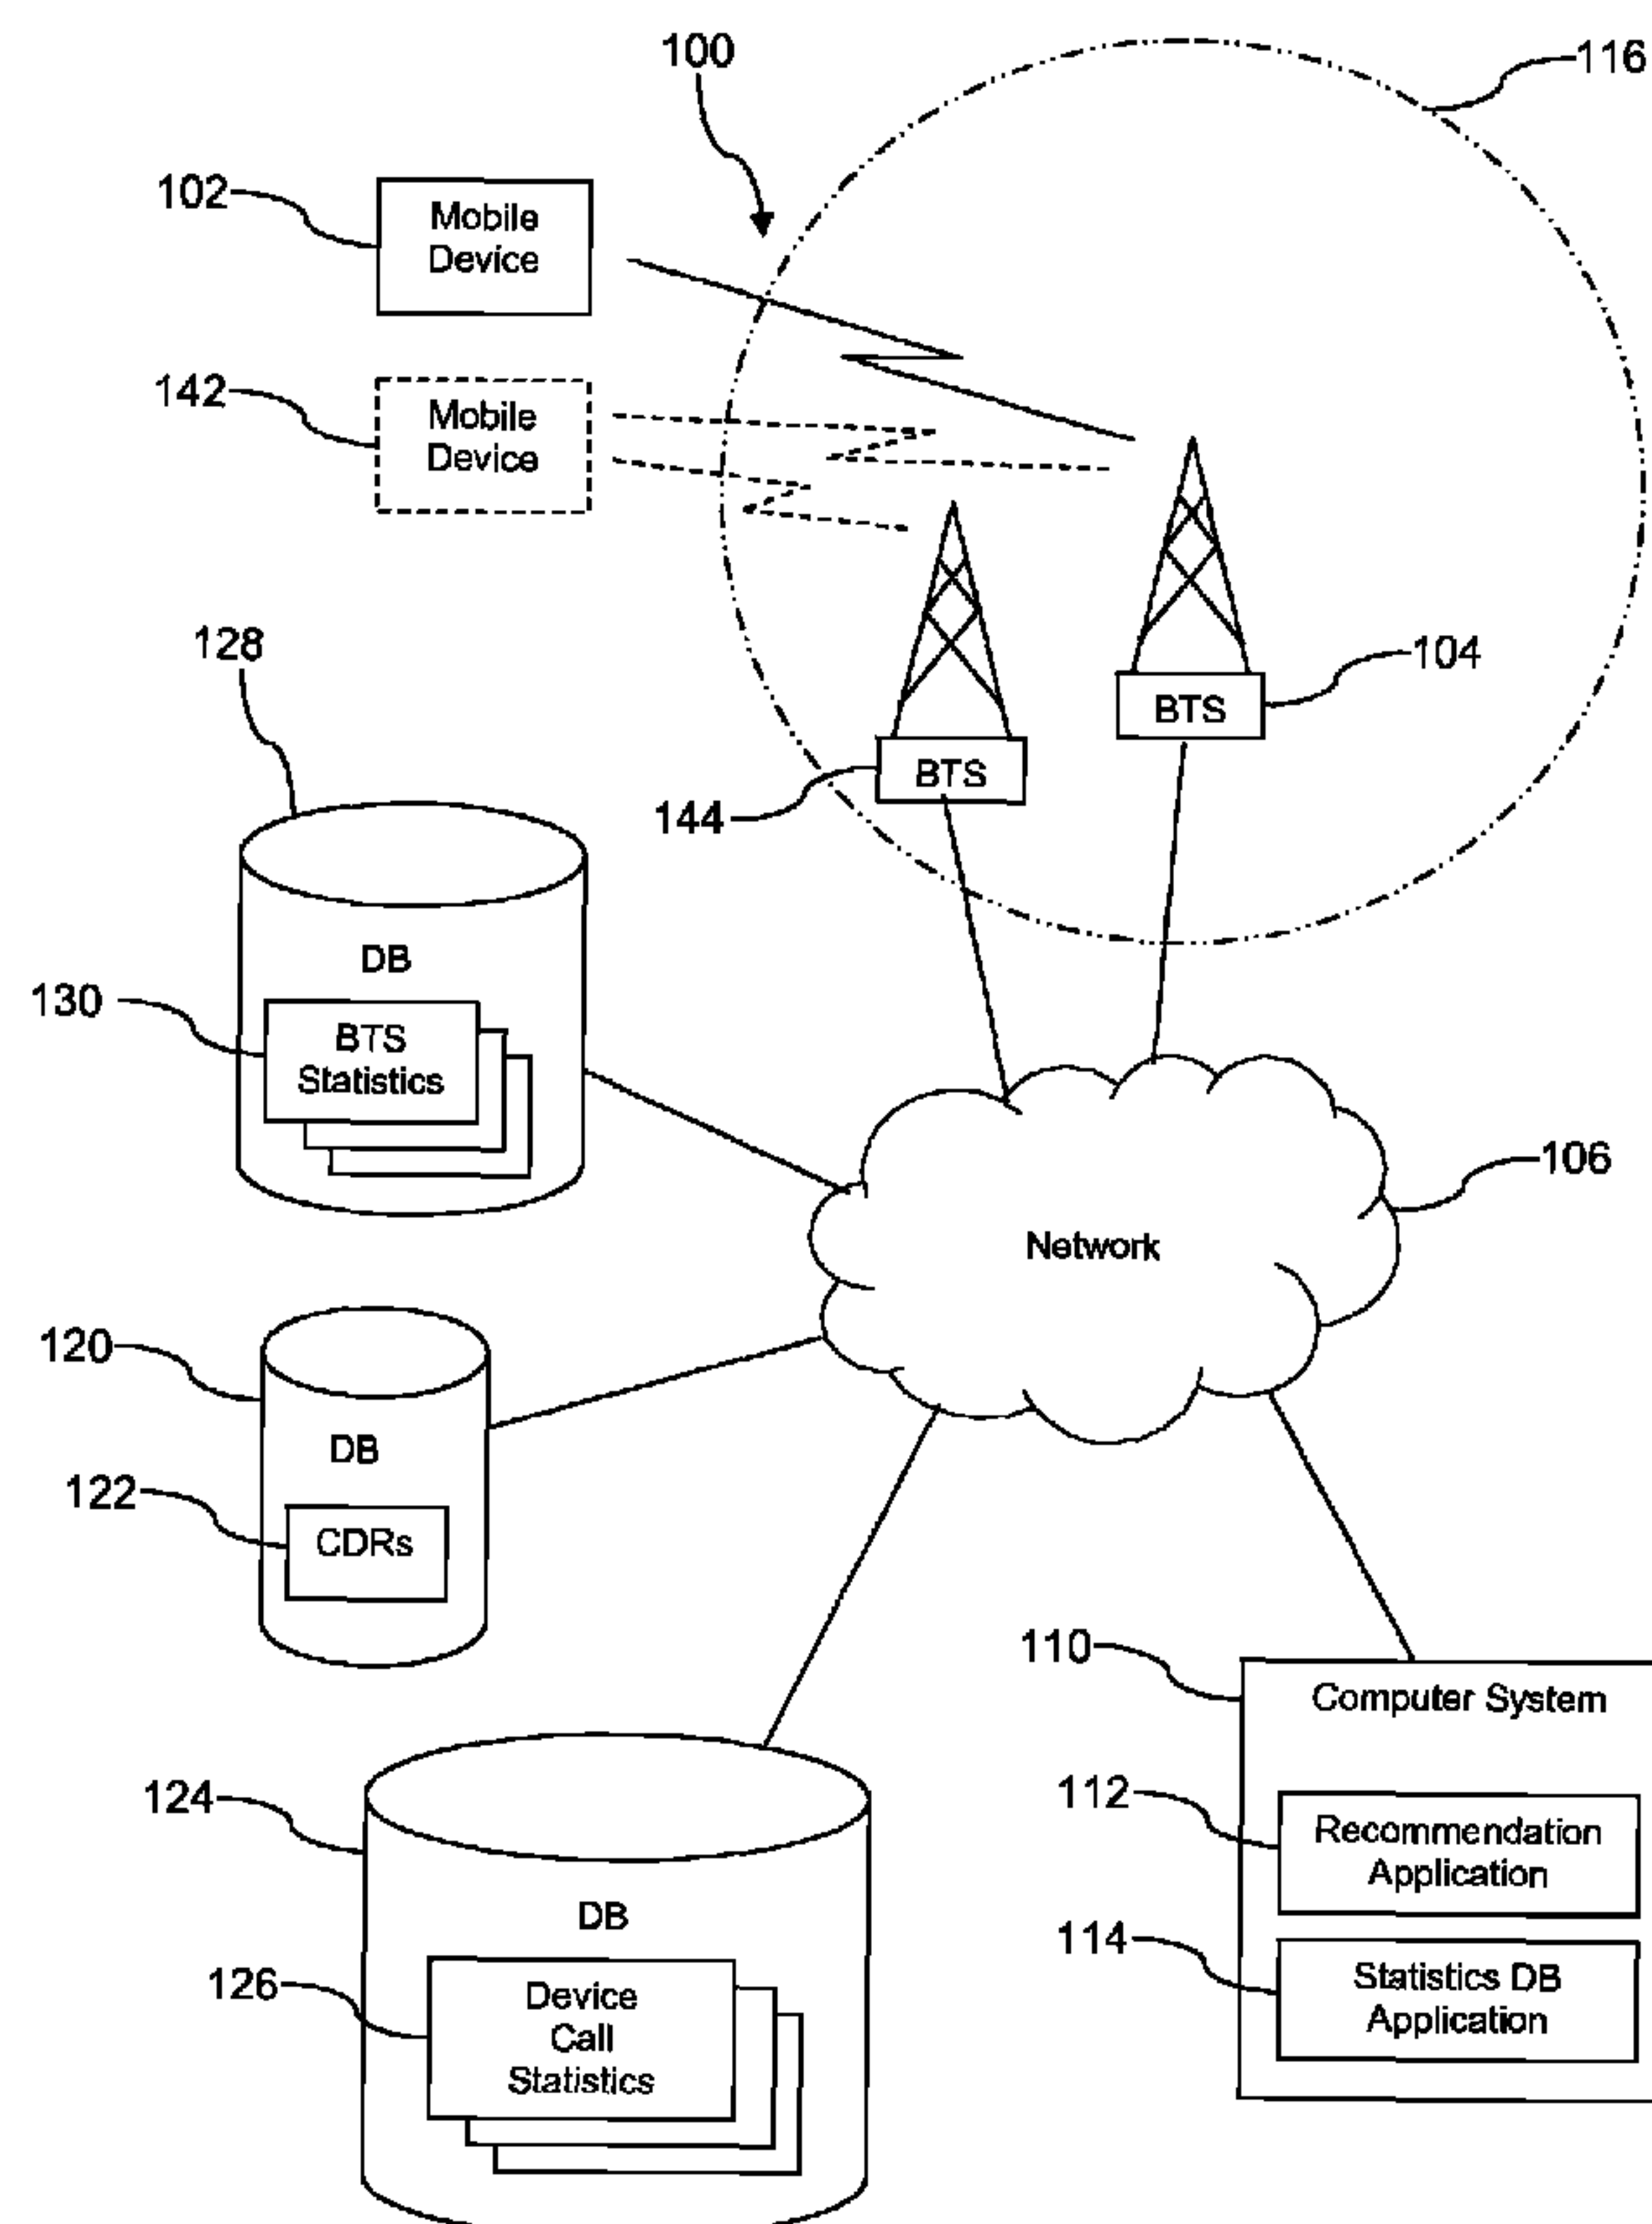 100
116
102
Mobile
Device
142
Mobile
Device
128
104
BTS
144
BTS
DB
130
BTS
Statistics
106
Network
120
DB
122
CDRs
110
Computer System
124
112
Recommendation
Application
DB
114
Statistics DB
Application
126
Device
Call
Statistics